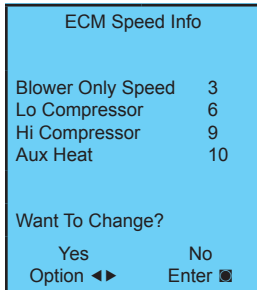 ECM Speed Info
Blower Only Speed 3
Lo Compressor 6
Hi Compressor 9
Aux Heat 10
Want To Change?
Yes No
Option ◄► Enter ◙